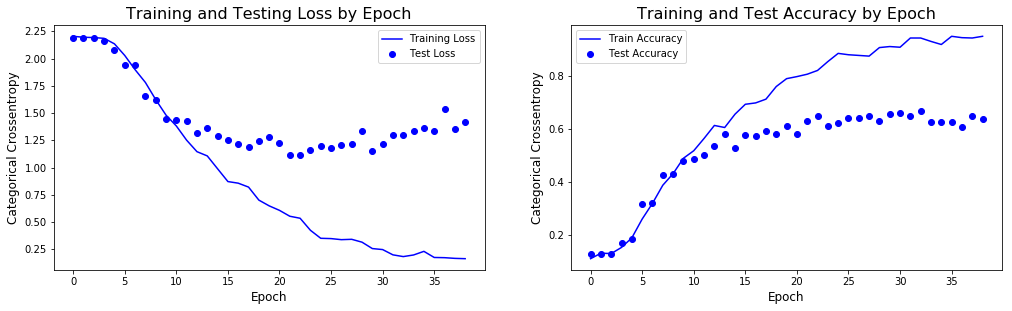 Training and Testing Loss by Epoch
Training Loss
Test Loss
Categorical Crossentropy
2.25
2.00
1.75
1.50
1.25
1.00
0.75
0.50
0.25
0 5 10 15 20 25 30 35
Epoch
Training and Test Accuracy by Epoch
Train Accuracy
Test Accuracy
Categorical Crossentropy
0.8
0.6
0.4
0.2
0 5 10 15 20 25 30 35
Epoch